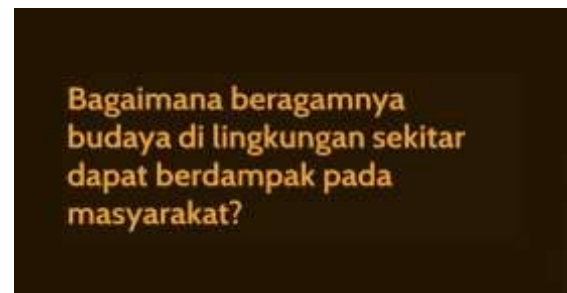 Bagaimana beragamnya
budaya di lingkungan sekitar
dapat berdampak pada
masyarakat?